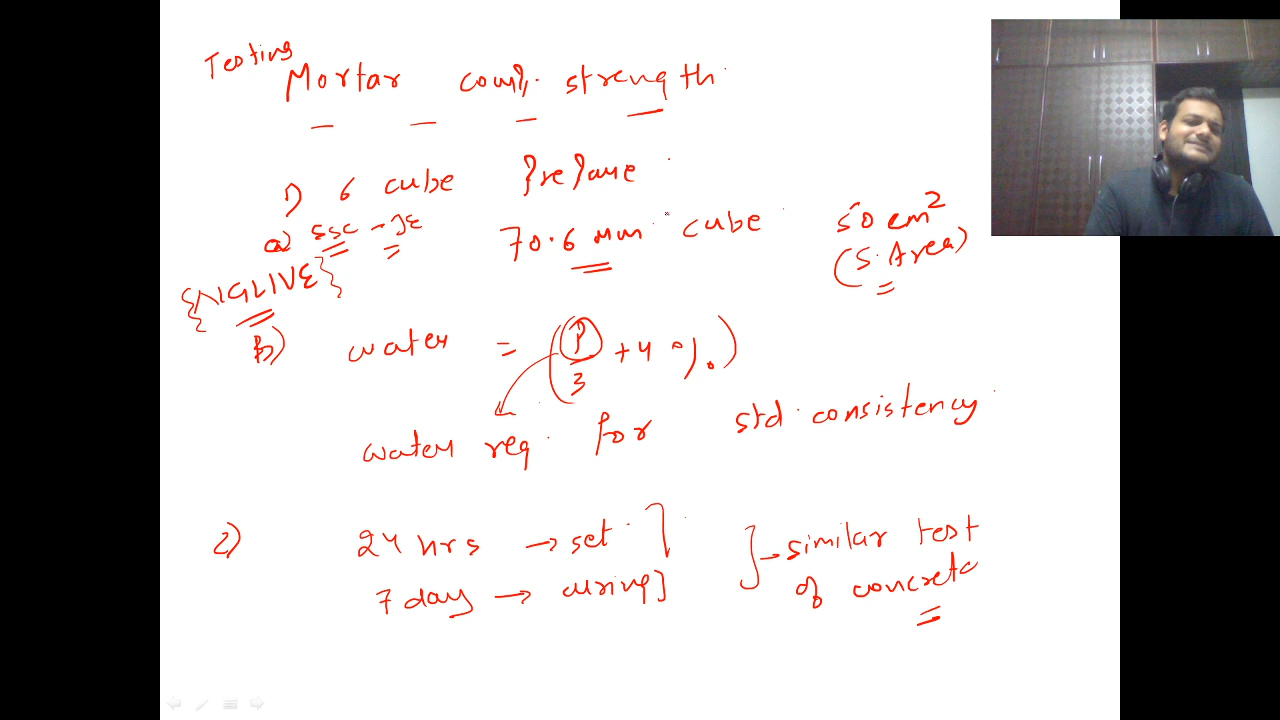 Testing
Mortar comp. strength
1) 6 cube prepare
a) SSC - JE 70.6 mm cube 50 cm²
(S. Area)
{NGLIVE}
b) water = (P/3 + 4 %.)
water req. for std. consistency
2) 24 hrs → set } } → similar test
7 day → curing] of concrete